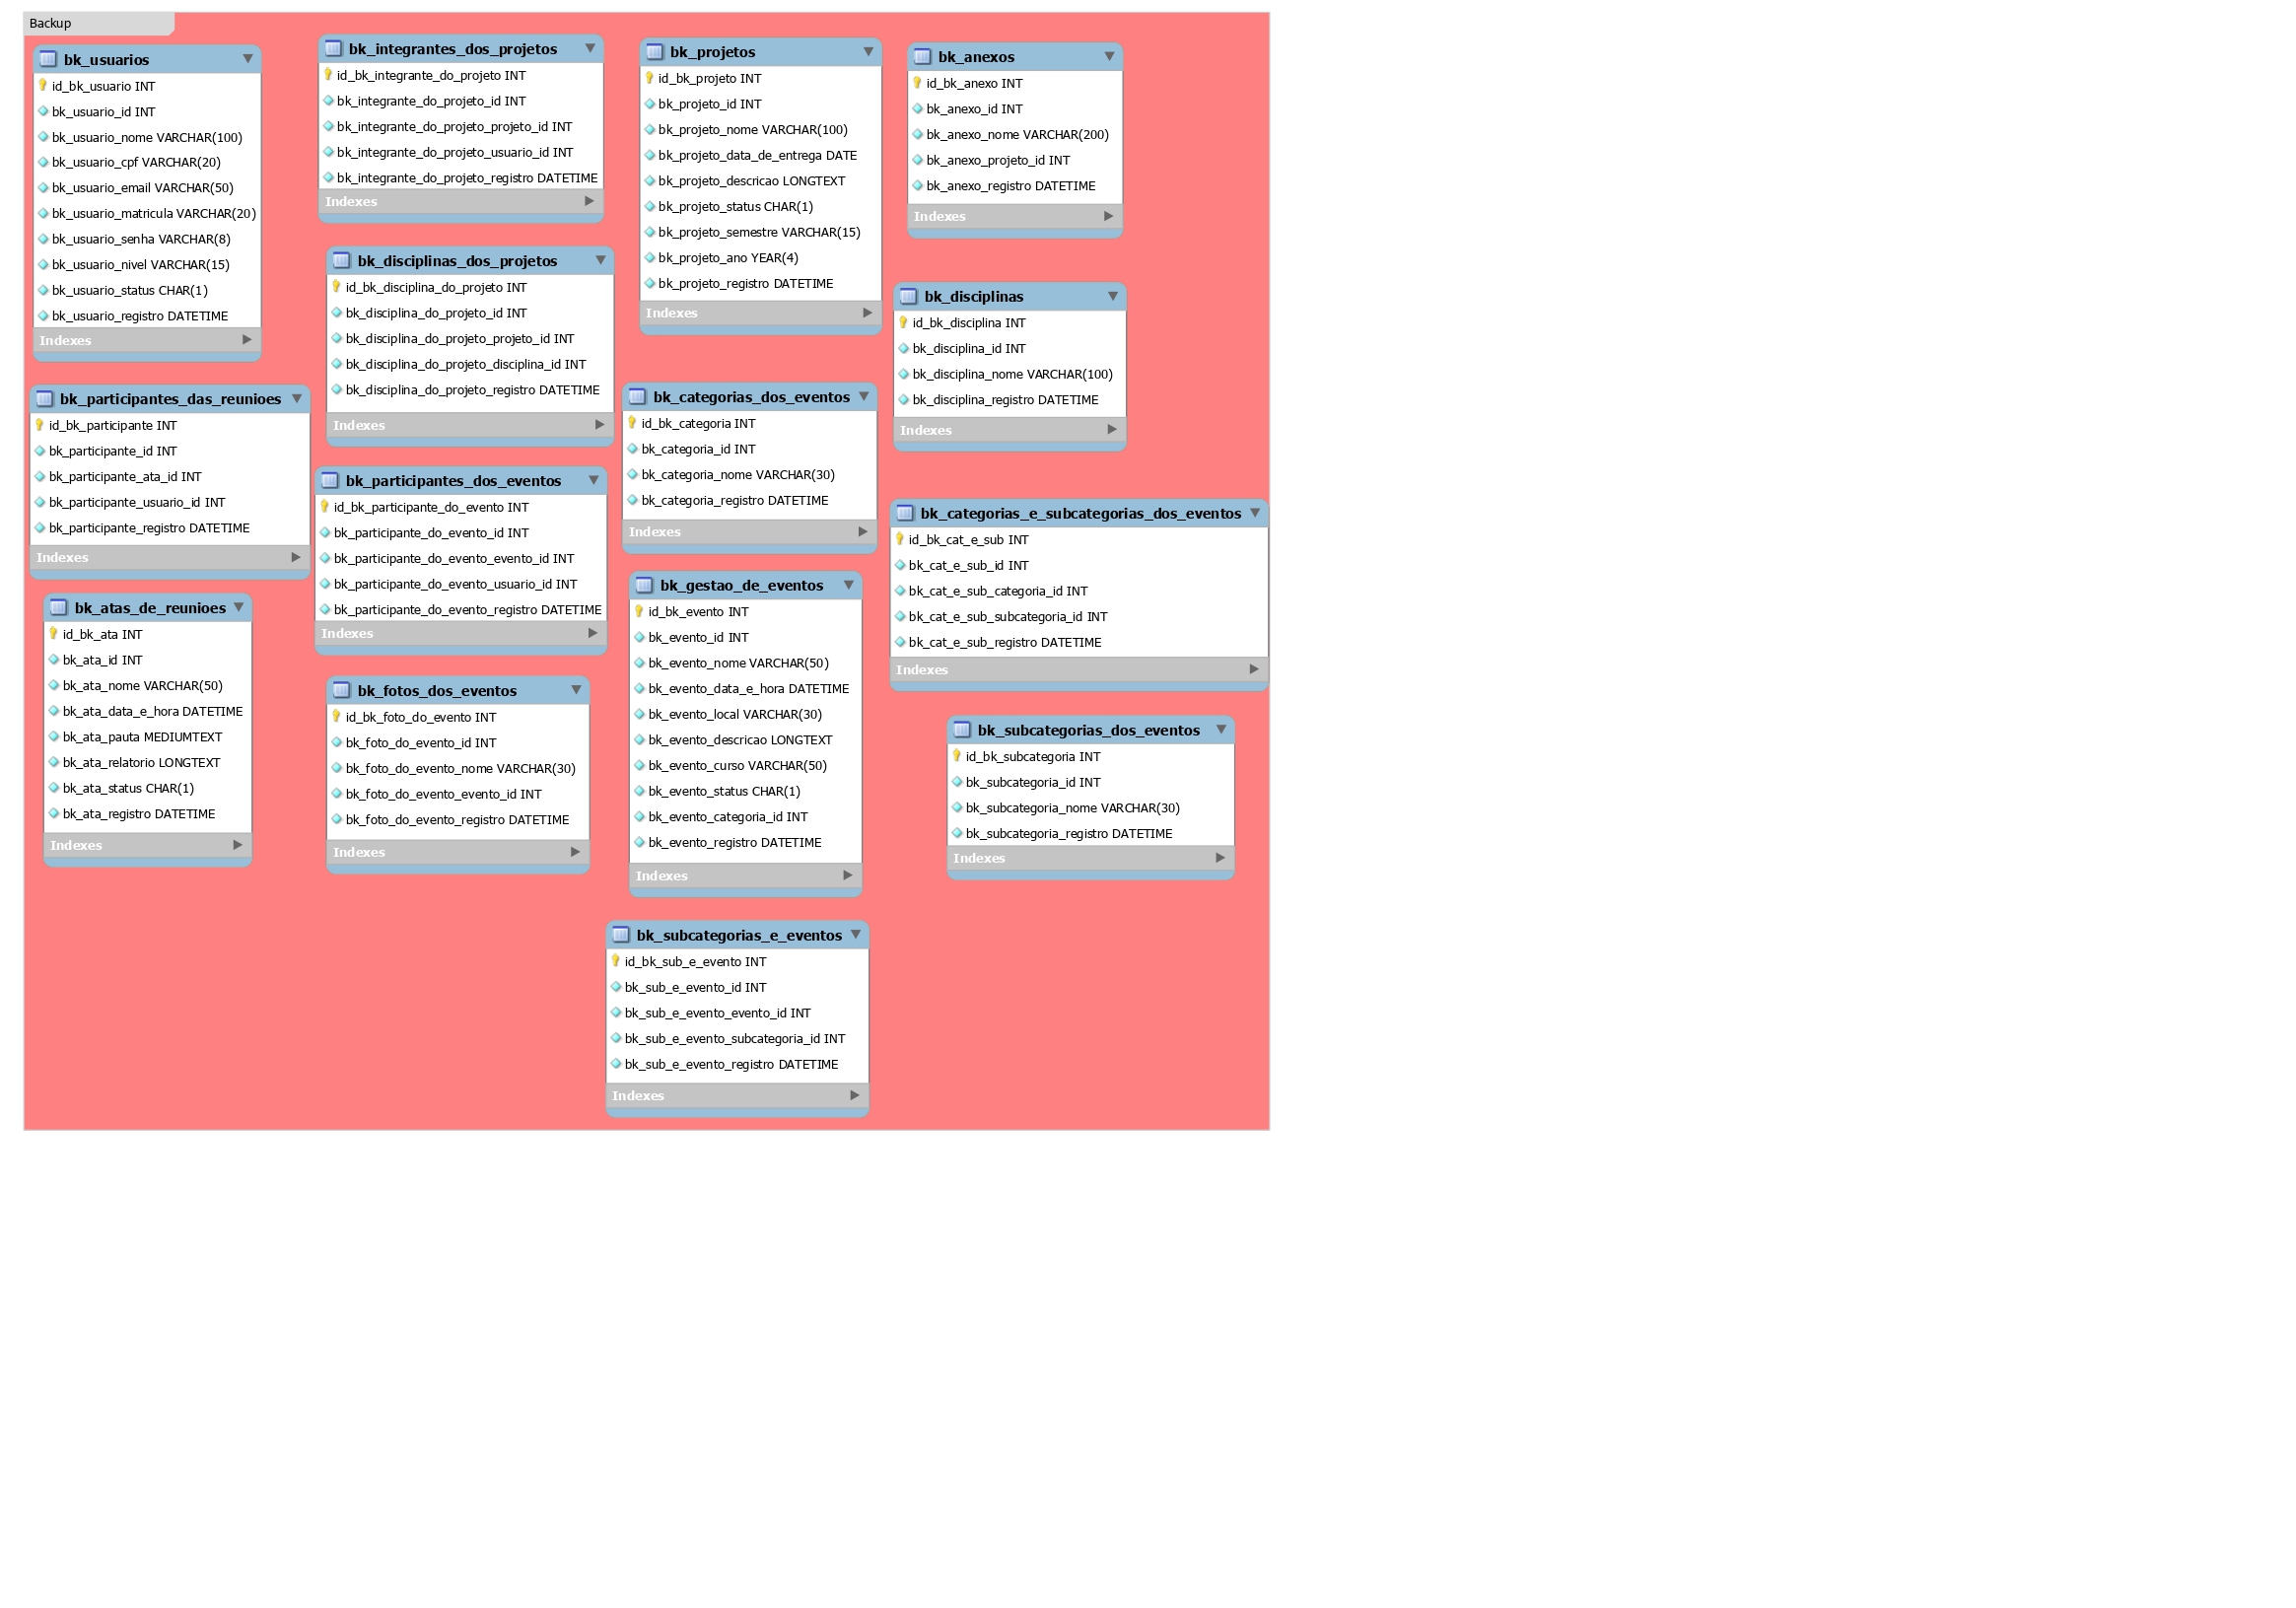 Backup
bk_usuarios
id_bk_usuario INT
bk_usuario_id INT
bk_usuario_nome VARCHAR(100)
bk_usuario_cpf VARCHAR(20)
bk_usuario_email VARCHAR(50)
bk_usuario_matricula VARCHAR(20)
bk_usuario_senha VARCHAR(8)
bk_usuario_nivel VARCHAR(15)
bk_usuario_status CHAR(1)
bk_usuario_registro DATETIME
Indexes
bk_integrantes_dos_projetos
id_bk_integrante_do_projeto INT
bk_integrante_do_projeto_id INT
bk_integrante_do_projeto_projeto_id INT
bk_integrante_do_projeto_usuario_id INT
bk_integrante_do_projeto_registro DATETIME
Indexes
bk_projetos
id_bk_projeto INT
bk_projeto_id INT
bk_projeto_nome VARCHAR(100)
bk_projeto_data_de_entrega DATE
bk_projeto_descricao LONGTEXT
bk_projeto_status CHAR(1)
bk_projeto_semestre VARCHAR(15)
bk_projeto_ano YEAR(4)
bk_projeto_registro DATETIME
Indexes
bk_anexos
id_bk_anexo INT
bk_anexo_id INT
bk_anexo_nome VARCHAR(200)
bk_anexo_projeto_id INT
bk_anexo_registro DATETIME
Indexes
bk_disciplinas_dos_projetos
id_bk_disciplina_do_projeto INT
bk_disciplina_do_projeto_id INT
bk_disciplina_do_projeto_projeto_id INT
bk_disciplina_do_projeto_disciplina_id INT
bk_disciplina_do_projeto_registro DATETIME
Indexes
bk_disciplinas
id_bk_disciplina INT
bk_disciplina_id INT
bk_disciplina_nome VARCHAR(100)
bk_disciplina_registro DATETIME
Indexes
bk_participantes_das_reunioes
id_bk_participante INT
bk_participante_id INT
bk_participante_ata_id INT
bk_participante_usuario_id INT
bk_participante_registro DATETIME
Indexes
bk_categorias_dos_eventos
id_bk_categoria INT
bk_categoria_id INT
bk_categoria_nome VARCHAR(30)
bk_categoria_registro DATETIME
Indexes
bk_participantes_dos_eventos
id_bk_participante_do_evento INT
bk_participante_do_evento_id INT
bk_participante_do_evento_evento_id INT
bk_participante_do_evento_usuario_id INT
bk_participante_do_evento_registro DATETIME
Indexes
bk_categorias_e_subcategorias_dos_eventos
id_bk_cat_e_sub INT
bk_cat_e_sub_id INT
bk_cat_e_sub_categoria_id INT
bk_cat_e_sub_subcategoria_id INT
bk_cat_e_sub_registro DATETIME
Indexes
bk_atas_de_reunioes
id_bk_ata INT
bk_ata_id INT
bk_ata_nome VARCHAR(50)
bk_ata_data_e_hora DATETIME
bk_ata_pauta MEDIUMTEXT
bk_ata_relatorio LONGTEXT
bk_ata_status CHAR(1)
bk_ata_registro DATETIME
Indexes
bk_gestao_de_eventos
id_bk_evento INT
bk_evento_id INT
bk_evento_nome VARCHAR(50)
bk_evento_data_e_hora DATETIME
bk_evento_local VARCHAR(30)
bk_evento_descricao LONGTEXT
bk_evento_curso VARCHAR(50)
bk_evento_status CHAR(1)
bk_evento_categoria_id INT
bk_evento_registro DATETIME
Indexes
bk_fotos_dos_eventos
id_bk_foto_do_evento INT
bk_foto_do_evento_id INT
bk_foto_do_evento_nome VARCHAR(30)
bk_foto_do_evento_evento_id INT
bk_foto_do_evento_registro DATETIME
Indexes
bk_subcategorias_dos_eventos
id_bk_subcategoria INT
bk_subcategoria_id INT
bk_subcategoria_nome VARCHAR(30)
bk_subcategoria_registro DATETIME
Indexes
bk_subcategorias_e_eventos
id_bk_sub_e_evento INT
bk_sub_e_evento_id INT
bk_sub_e_evento_evento_id INT
bk_sub_e_evento_subcategoria_id INT
bk_sub_e_evento_registro DATETIME
Indexes